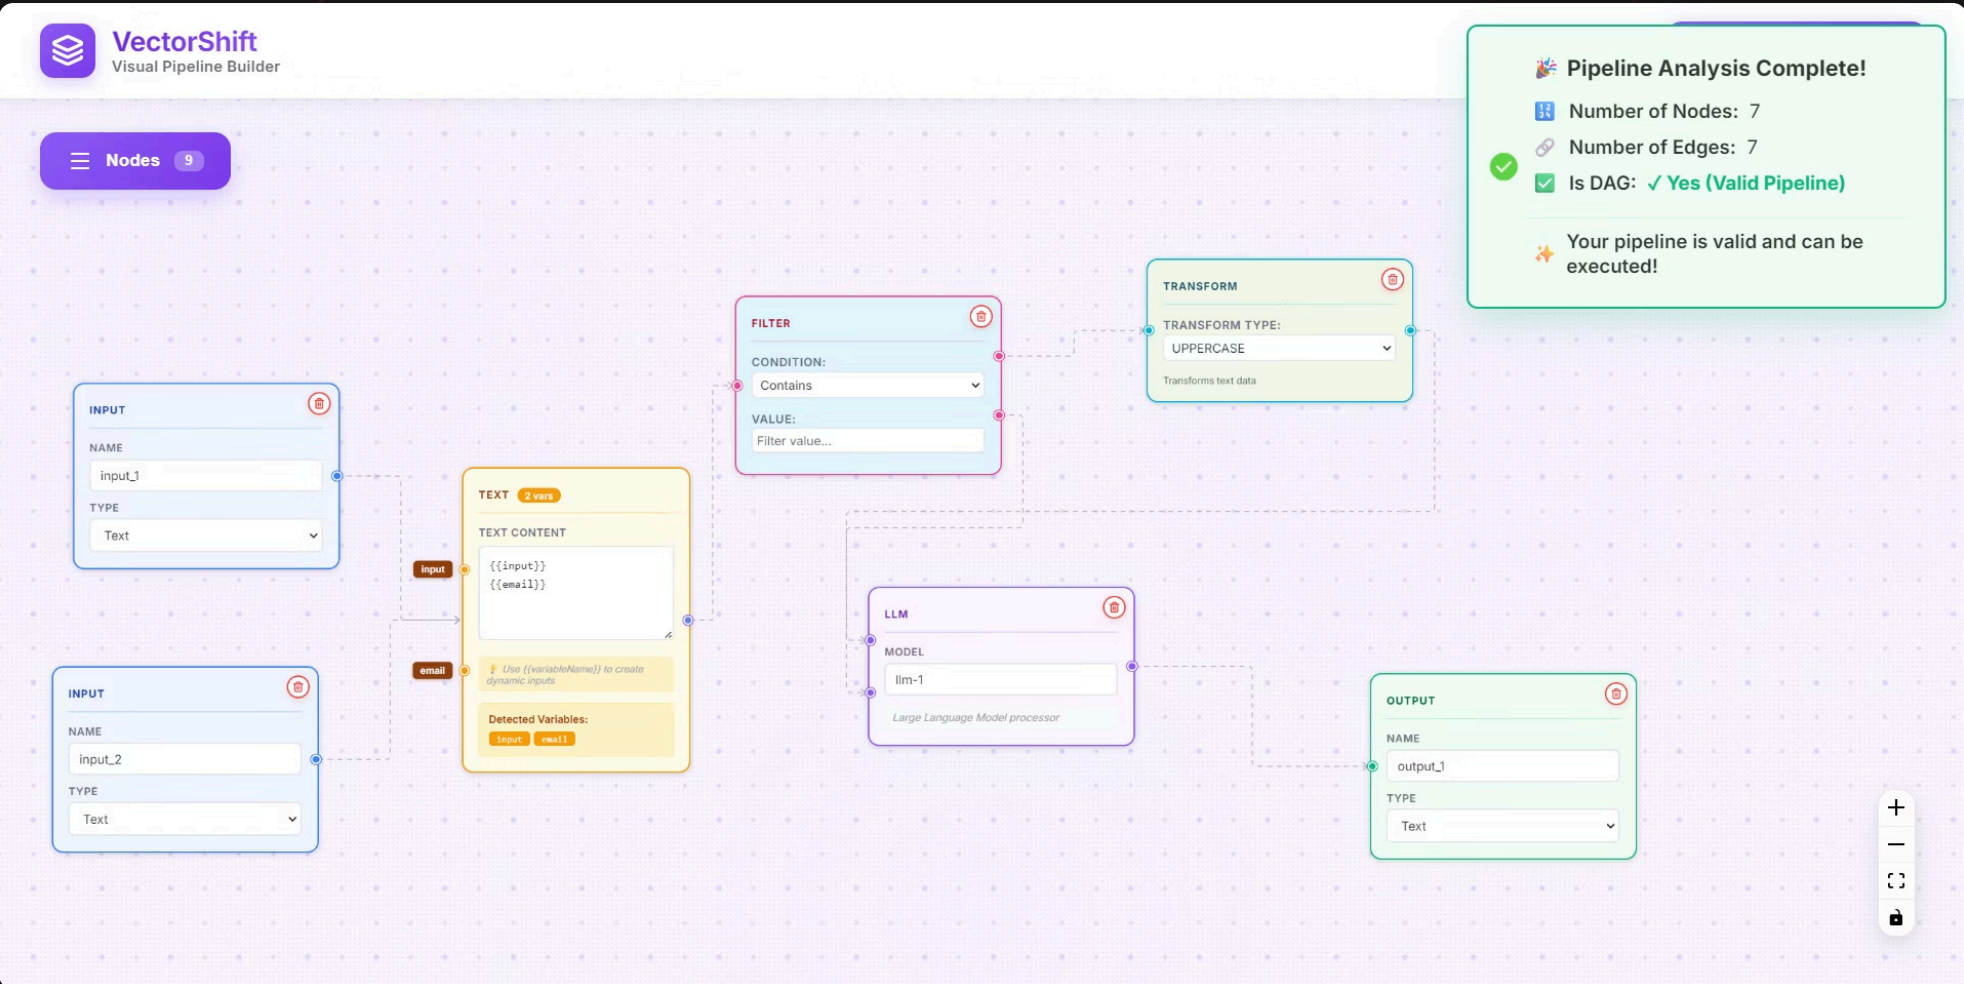 VectorShift
Visual Pipeline Builder
Nodes 9
🎉 Pipeline Analysis Complete!
🔢 Number of Nodes: 7
🔗 Number of Edges: 7
✅ Is DAG: ✓ Yes (Valid Pipeline)
✨ Your pipeline is valid and can be
executed!
INPUT
NAME
input_1
TYPE
Text
INPUT
NAME
input_2
TYPE
Text
TEXT 2 vars
TEXT CONTENT
{{input}}
{{email}}
input
email
💡 Use {{variableName}} to create
dynamic inputs
Detected Variables:
input email
FILTER
CONDITION:
Contains
VALUE:
Filter value...
TRANSFORM
TRANSFORM TYPE:
UPPERCASE
Transforms text data
LLM
MODEL
llm-1
Large Language Model processor
OUTPUT
NAME
output_1
TYPE
Text